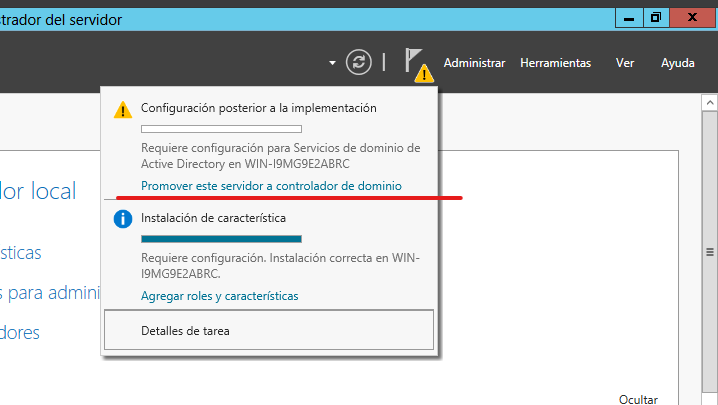 strador del servidor
Administrar Herramientas Ver Ayuda
Configuración posterior a la implementación
Requiere configuración para Servicios de dominio de
Active Directory en WIN-I9MG9E2ABRC
Promover este servidor a controlador de dominio
Instalación de característica
Requiere configuración. Instalación correcta en WIN-
I9MG9E2ABRC.
Agregar roles y características
Detalles de tarea
or local
sticas
s para admini
dores
Ocultar